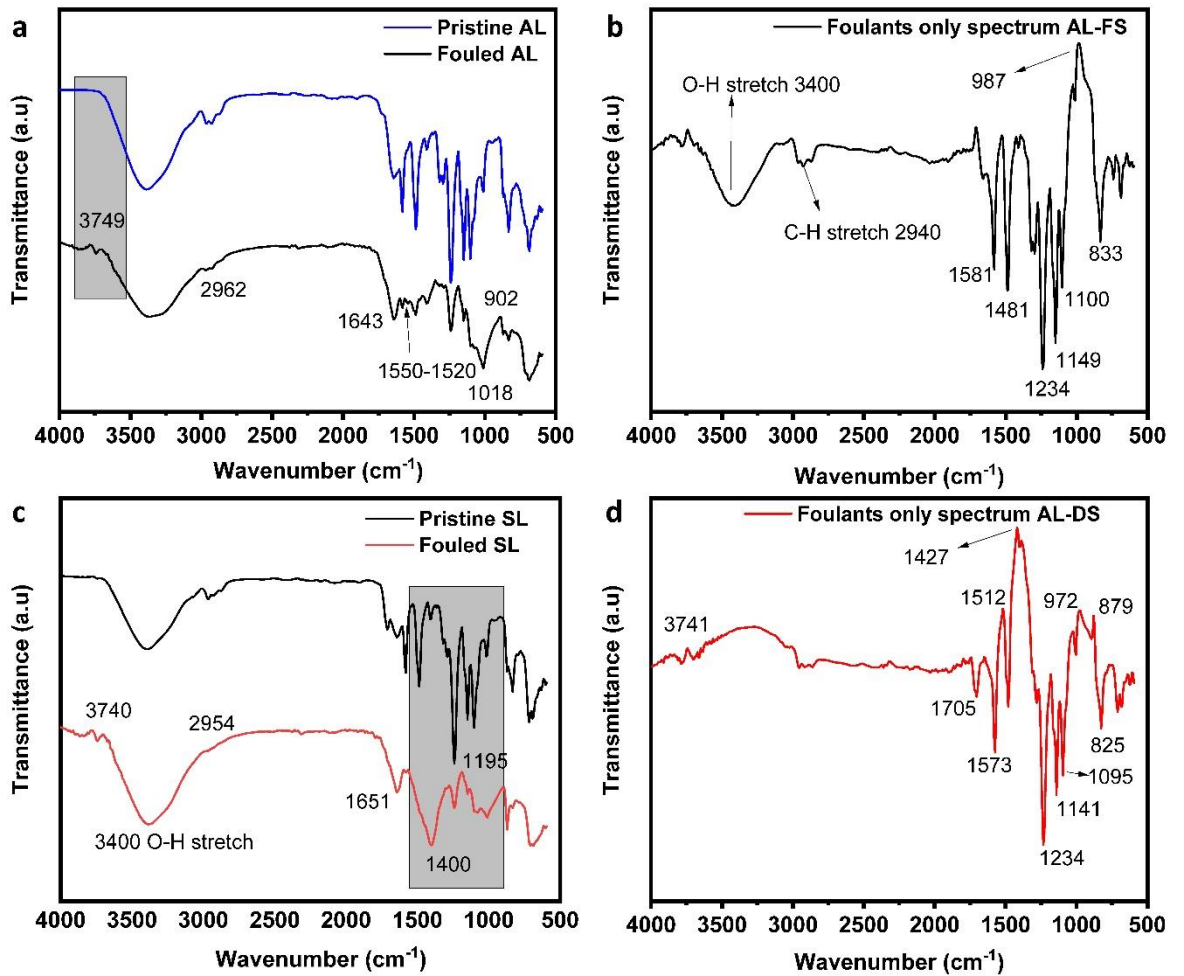 a
Pristine AL
Fouled AL
3749
2962
1643
902
1550-1520
1018
Transmittance (a.u)
4000 3500 3000 2500 2000 1500 1000 500
Wavenumber (cm⁻¹)
b
Foulants only spectrum AL-FS
O-H stretch 3400
987
C-H stretch 2940
1581
1481
833
1100
1149
1234
Transmittance (a.u)
4000 3500 3000 2500 2000 1500 1000 500
Wavenumber (cm⁻¹)
c
Pristine SL
Fouled SL
3740
2954
1195
1651
3400 O-H stretch
1400
Transmittance (a.u)
4000 3500 3000 2500 2000 1500 1000 500
Wavenumber (cm⁻¹)
d
Foulants only spectrum AL-DS
1427
1512
972
879
3741
1705
1573
825
1095
1141
1234
Transmittance (a.u)
4000 3500 3000 2500 2000 1500 1000 500
Wavenumber (cm⁻¹)